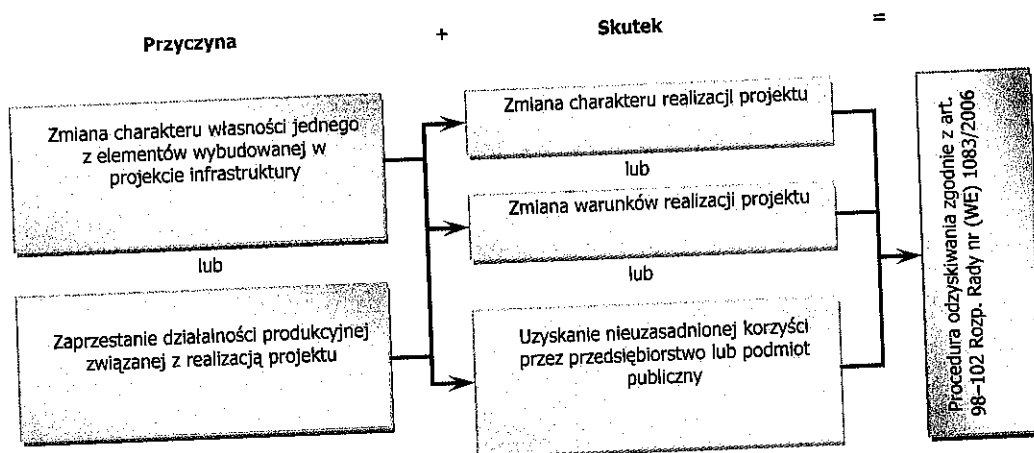 Przyczyna + Skutek =
Zmiana charakteru własności jednego
z elementów wybudowanej w
projekcie infrastruktury
lub
Zaprzestanie działalności produkcyjnej
związanej z realizacją projektu
Zmiana charakteru realizacji projektu
lub
Zmiana warunków realizacji projektu
lub
Uzyskanie nieuzasadnionej korzyści
przez przedsiębiorstwo lub podmiot
publiczny
Procedura odzyskiwania zgodnie z art.
98–102 Rozp. Rady nr (WE) 1083/2006